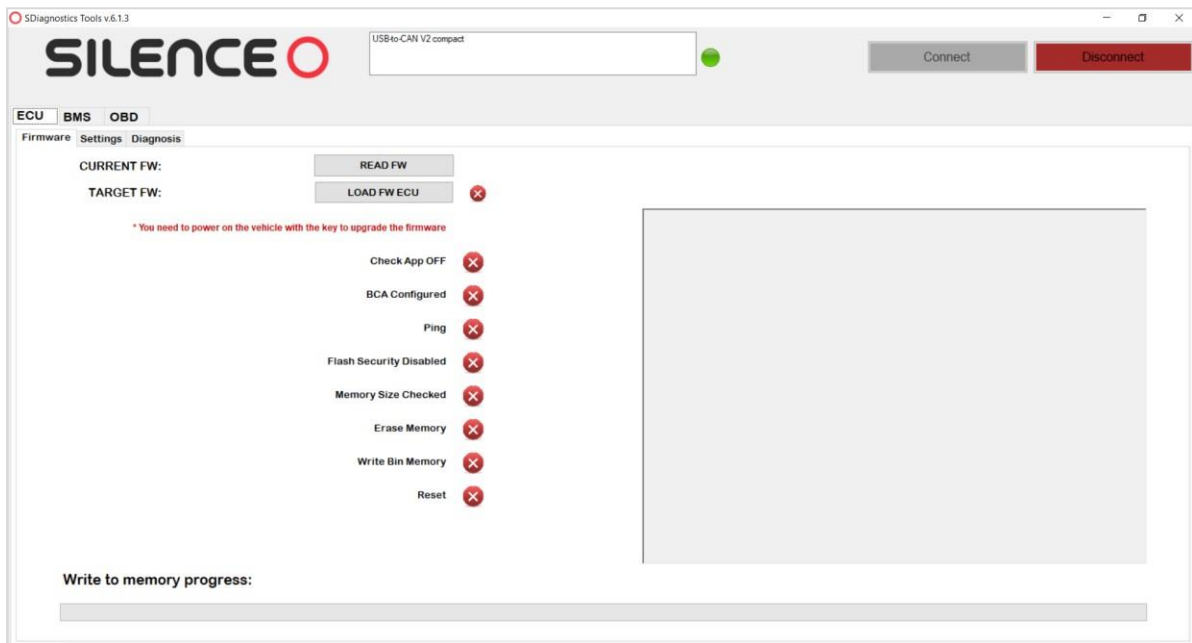 SDiagnostics Tools v.6.1.3
SILENCE
USB-to-CAN V2 compact
Connect
Disconnect
ECU BMS OBD
Firmware Settings Diagnosis
CURRENT FW: READ FW
TARGET FW: LOAD FW ECU
* You need to power on the vehicle with the key to upgrade the firmware
Check App OFF
BCA Configured
Ping
Flash Security Disabled
Memory Size Checked
Erase Memory
Write Bin Memory
Reset
Write to memory progress: